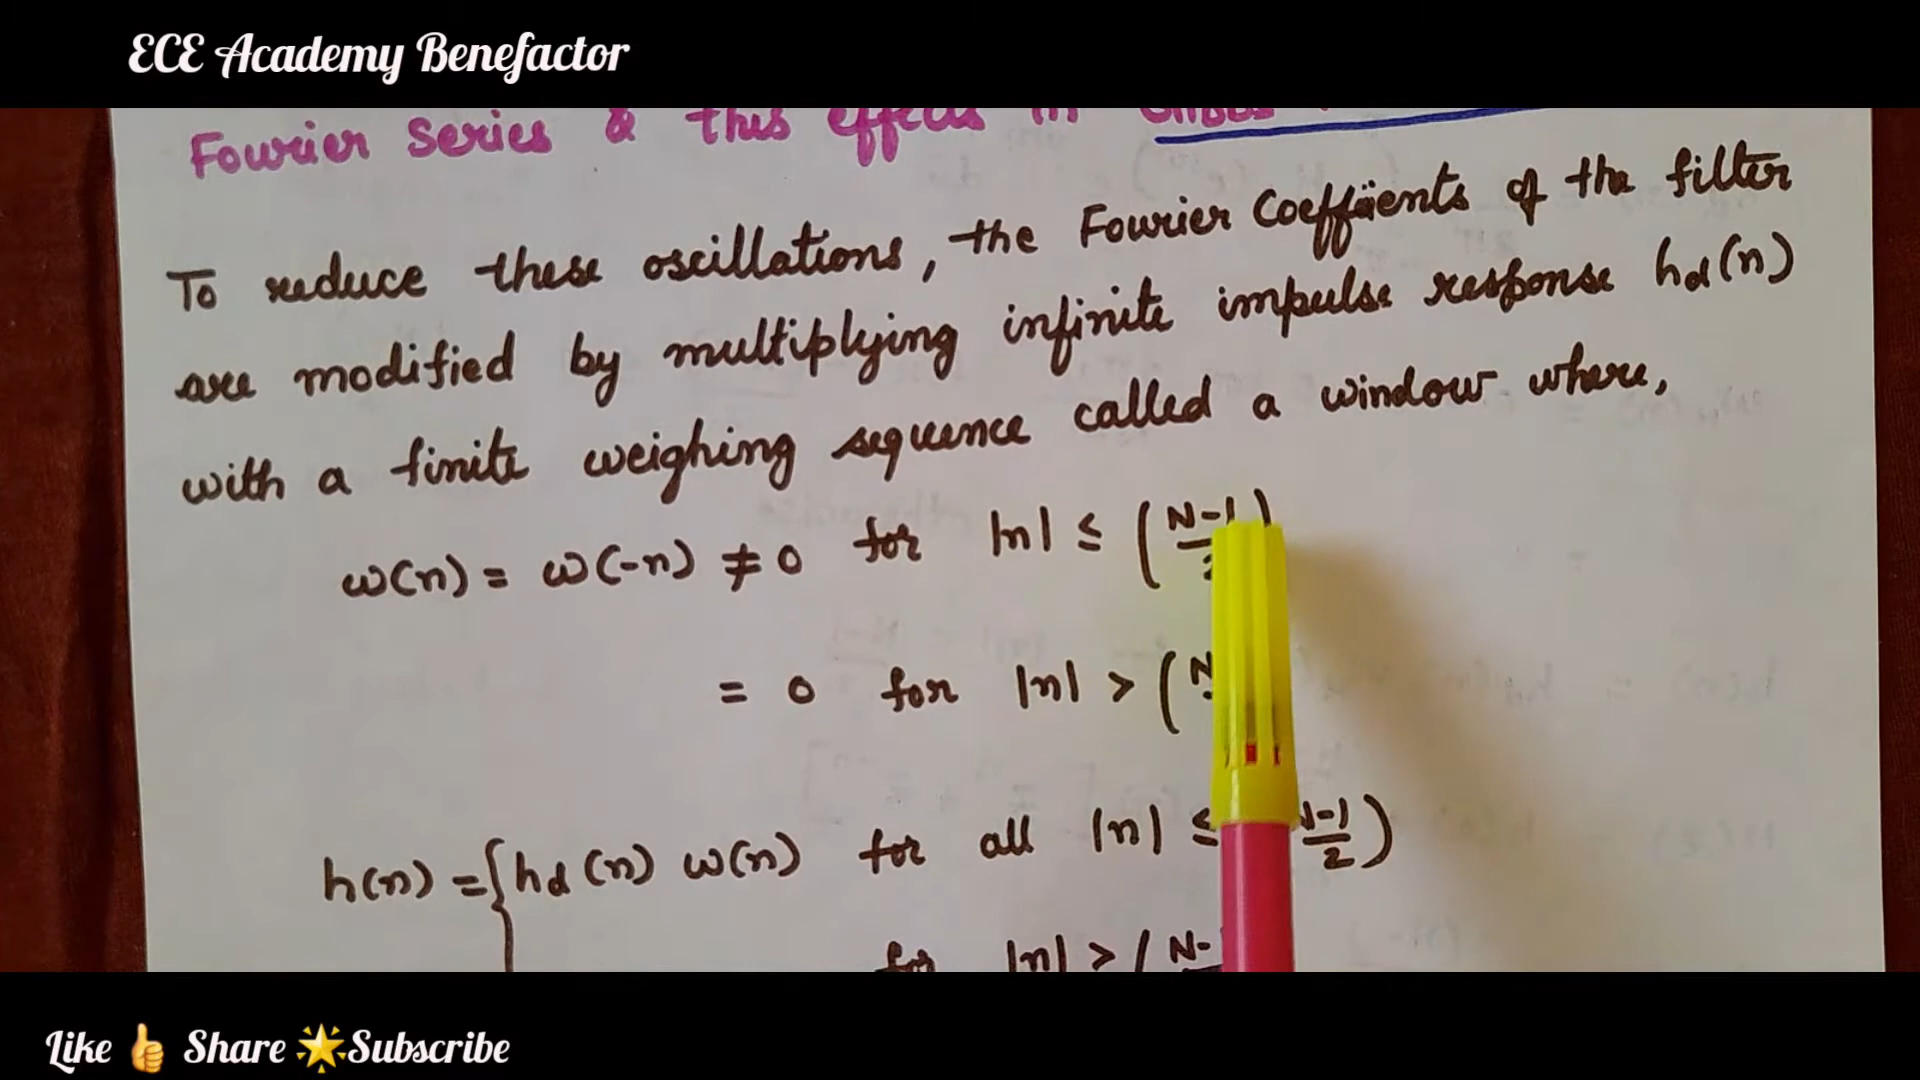 ECE Academy Benefactor
Fourier Series & this effects in
To reduce these oscillations, the Fourier Coefficients of the filter
are modified by multiplying infinite impulse response hd(n)
with a finite weighing sequence called a window where,
ω(n) = ω(-n) ≠ 0 for |n| ≤ (N-1
= 0 for |n| > (N
h(n) = { hd(n) ω(n) for all |n| ≤ N-1/2)
for |n| > (N-
Like 👍 Share 🌟Subscribe